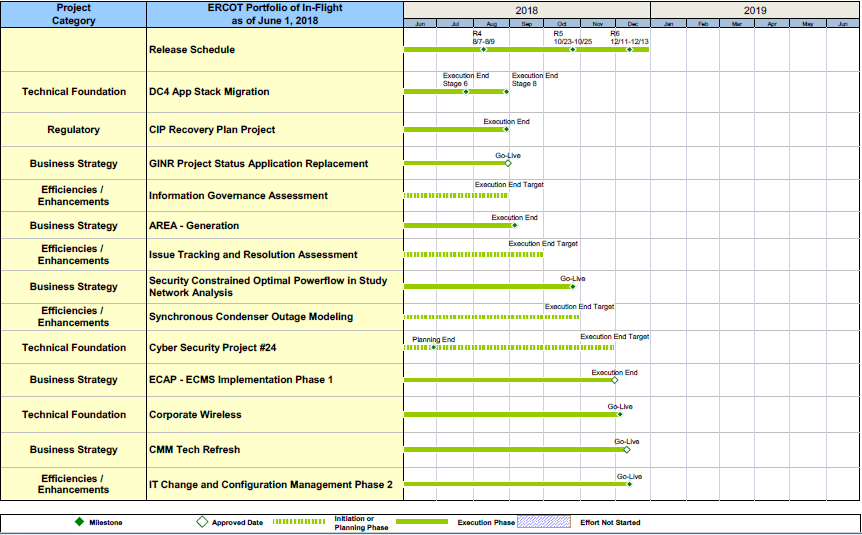 Project
Category
ERCOT Portfolio of In-Flight
as of June 1, 2018
2018
2019
Jun Jul Aug Sep Oct Nov Dec Jan Feb Mar Apr May Jun
Release Schedule
R4
8/7-8/9
R5
10/23-10/25
R6
12/11-12/13
Technical Foundation
DC4 App Stack Migration
Execution End
Stage 6
Execution End
Stage 8
Regulatory
CIP Recovery Plan Project
Execution End
Business Strategy
GINR Project Status Application Replacement
Go-Live
Efficiencies /
Enhancements
Information Governance Assessment
Execution End Target
Business Strategy
AREA - Generation
Execution End
Efficiencies /
Enhancements
Issue Tracking and Resolution Assessment
Execution End Target
Business Strategy
Security Constrained Optimal Powerflow in Study
Network Analysis
Go-Live
Efficiencies /
Enhancements
Synchronous Condenser Outage Modeling
Execution End Target
Technical Foundation
Cyber Security Project #24
Planning End
Execution End Target
Business Strategy
ECAP - ECMS Implementation Phase 1
Execution End
Technical Foundation
Corporate Wireless
Go-Live
Business Strategy
CMM Tech Refresh
Go-Live
Efficiencies /
Enhancements
IT Change and Configuration Management Phase 2
Go-Live
Milestone
Approved Date
Initiation or
Planning Phase
Execution Phase
Effort Not Started